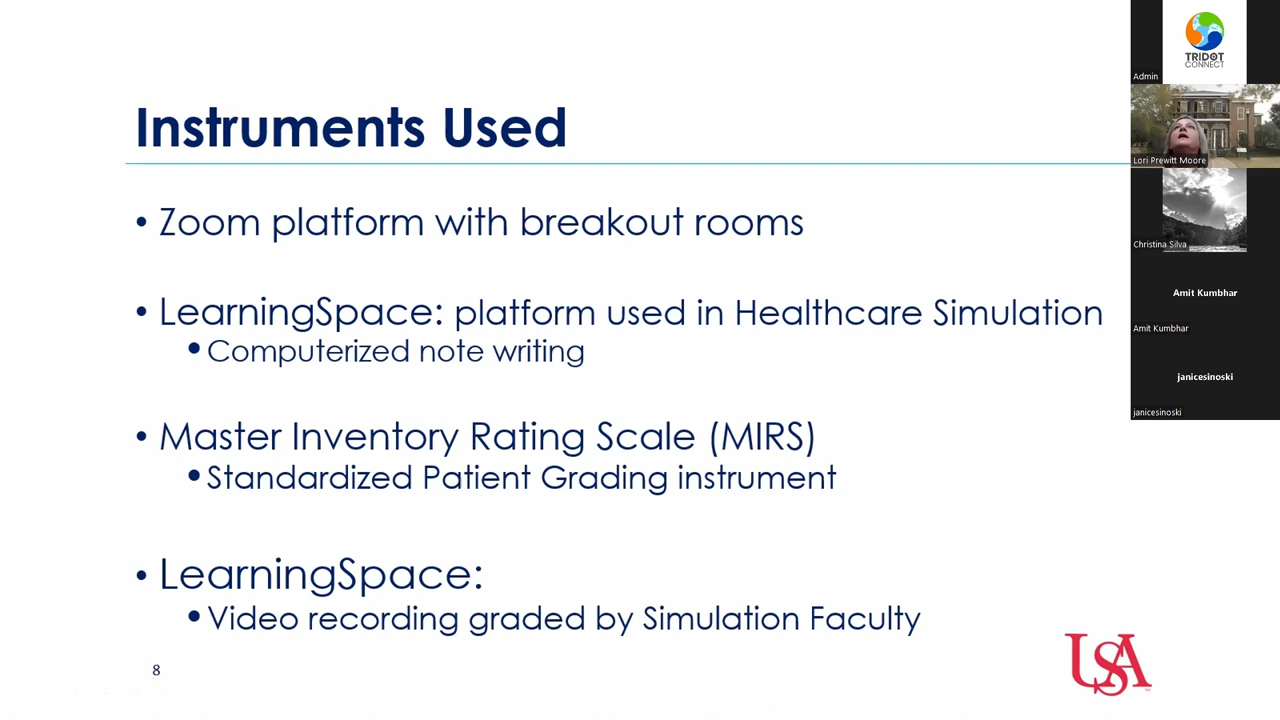 Instruments Used
• Zoom platform with breakout rooms
• LearningSpace: platform used in Healthcare Simulation
• Computerized note writing
• Master Inventory Rating Scale (MIRS)
• Standardized Patient Grading instrument
• LearningSpace:
• Video recording graded by Simulation Faculty
8
USA
TRIDOT
CONNECT
Admin
Lori Prewitt Moore
Christina Silva
Amit Kumbhar
Amit Kumbhar
janicesinoski
janicesinoski